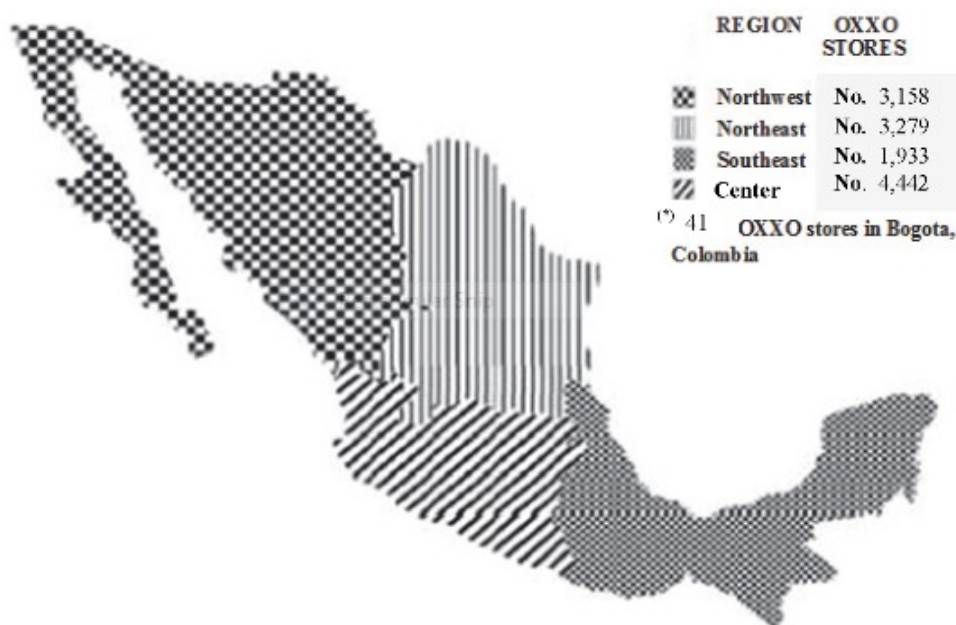 REGION OXXO
STORES
Northwest No. 3,158
Northeast No. 3,279
Southeast No. 1,933
Center No. 4,442
(*) 41 OXXO stores in Bogota,
Colombia
Snip